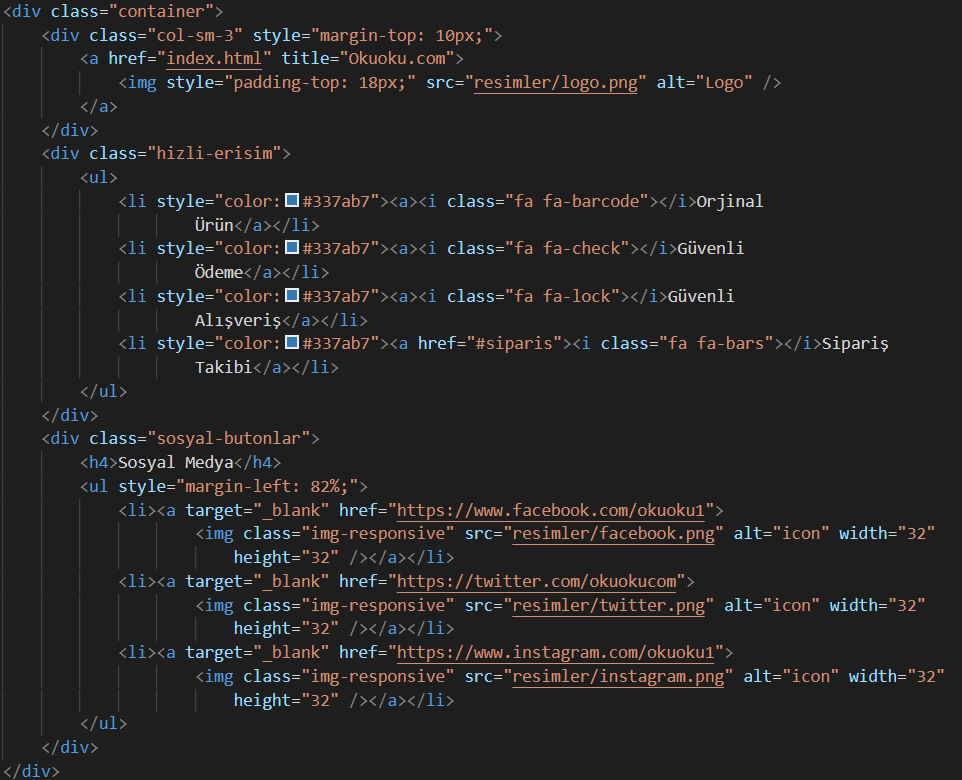 <div class="container">
<div class="col-sm-3" style="margin-top: 10px;">
<a href="index.html" title="Okuoku.com">
<img style="padding-top: 18px;" src="resimler/logo.png" alt="Logo" />
</a>
</div>
<div class="hizli-erisim">
<ul>
<li style="color:#337ab7"><a><i class="fa fa-barcode"></i>Orjinal
Ürün</a></li>
<li style="color:#337ab7"><a><i class="fa fa-check"></i>Güvenli
Ödeme</a></li>
<li style="color:#337ab7"><a><i class="fa fa-lock"></i>Güvenli
Alışveriş</a></li>
<li style="color:#337ab7"><a href="#siparis"><i class="fa fa-bars"></i>Sipariş
Takibi</a></li>
</ul>
</div>
<div class="sosyal-butonlar">
<h4>Sosyal Medya</h4>
<ul style="margin-left: 82%;">
<li><a target="_blank" href="https://www.facebook.com/okuoku1">
<img class="img-responsive" src="resimler/facebook.png" alt="icon" width="32"
height="32" /></a></li>
<li><a target="_blank" href="https://twitter.com/okuokucom">
<img class="img-responsive" src="resimler/twitter.png" alt="icon" width="32"
height="32" /></a></li>
<li><a target="_blank" href="https://www.instagram.com/okuoku1">
<img class="img-responsive" src="resimler/instagram.png" alt="icon" width="32"
height="32" /></a></li>
</ul>
</div>
</div>